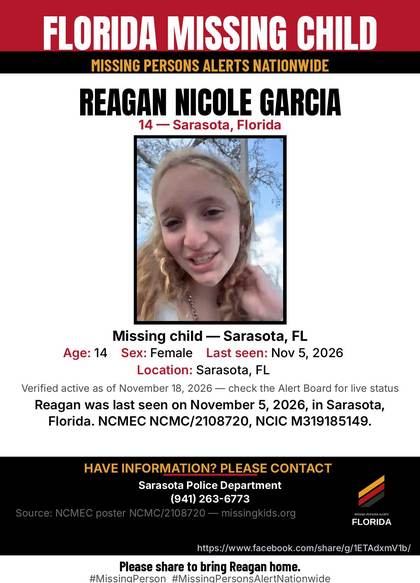 FLORIDA MISSING CHILD
MISSING PERSONS ALERTS NATIONWIDE
REAGAN NICOLE GARCIA
14 — Sarasota, Florida
Missing child — Sarasota, FL
Age: 14 Sex: Female Last seen: Nov 5, 2026
Location: Sarasota, FL
Verified active as of November 18, 2026 — check the Alert Board for live status
Reagan was last seen on November 5, 2026, in Sarasota,
Florida. NCMEC NCMC/2108720, NCIC M319185149.
HAVE INFORMATION? PLEASE CONTACT
Sarasota Police Department
(941) 263-6773
Source: NCMEC poster NCMC/2108720 — missingkids.org
MISSING PERSONS ALERTS
FLORIDA
https://www.facebook.com/share/g/1ETAdxmV1b/
Please share to bring Reagan home.
#MissingPerson #MissingPersonsAlertNationwide